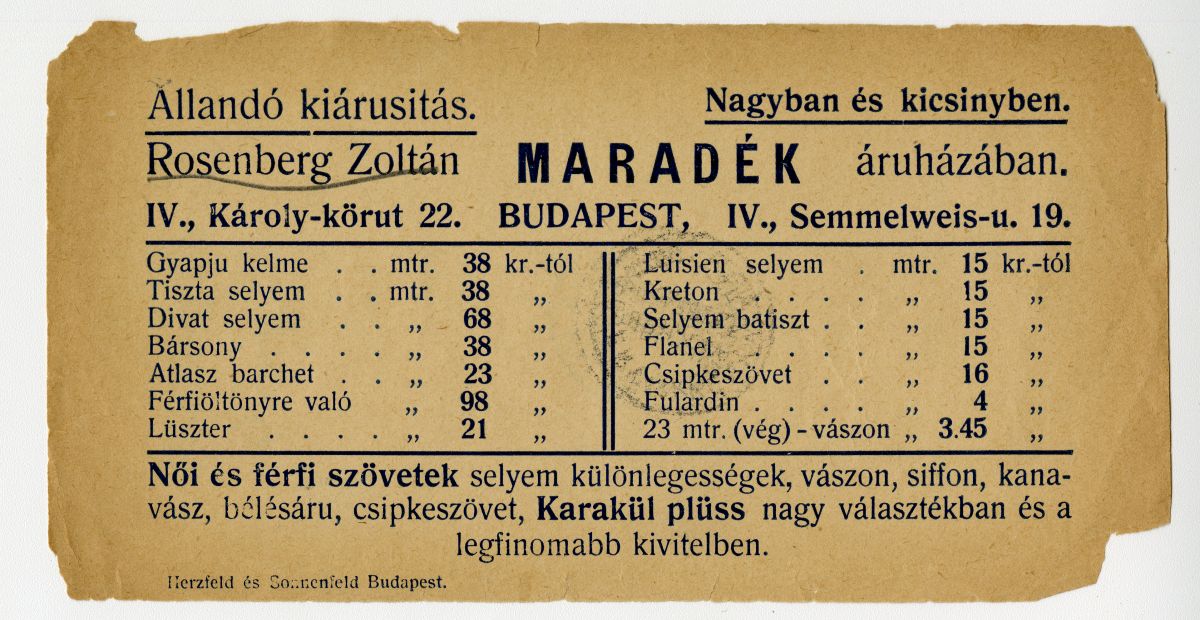 Állandó kiárusitás.
Nagyban és kicsinyben.
Rosenberg Zoltán MARADÉK áruházában.
IV., Károly-körut 22. BUDAPEST, IV., Semmelweis-u. 19.
Gyapju kelme . . mtr. 38 kr.-tól
Tiszta selyem . . mtr. 38 „
Divat selyem . . „ 68 „
Bársony . . . . „ 38 „
Atlasz barchet . . „ 23 „
Férfiöltönyre való „ 98 „
Lüszter . . . . „ 21 „
Luisien selyem . mtr. 15 kr.-tól
Kreton . . . . „ 15 „
Selyem batiszt . . „ 15 „
Flanel . . . . „ 15 „
Csipkeszövet . . „ 16 „
Fulardin . . . . „ 4 „
23 mtr. (vég) - vászon „ 3.45 „
Női és férfi szövetek selyem különlegességek, vászon, siffon, kana-
vász, bélésáru, csipkeszövet, Karakül plüss nagy választékban és a
legfinomabb kivitelben.
Herzfeld és Sonnenfeld Budapest.